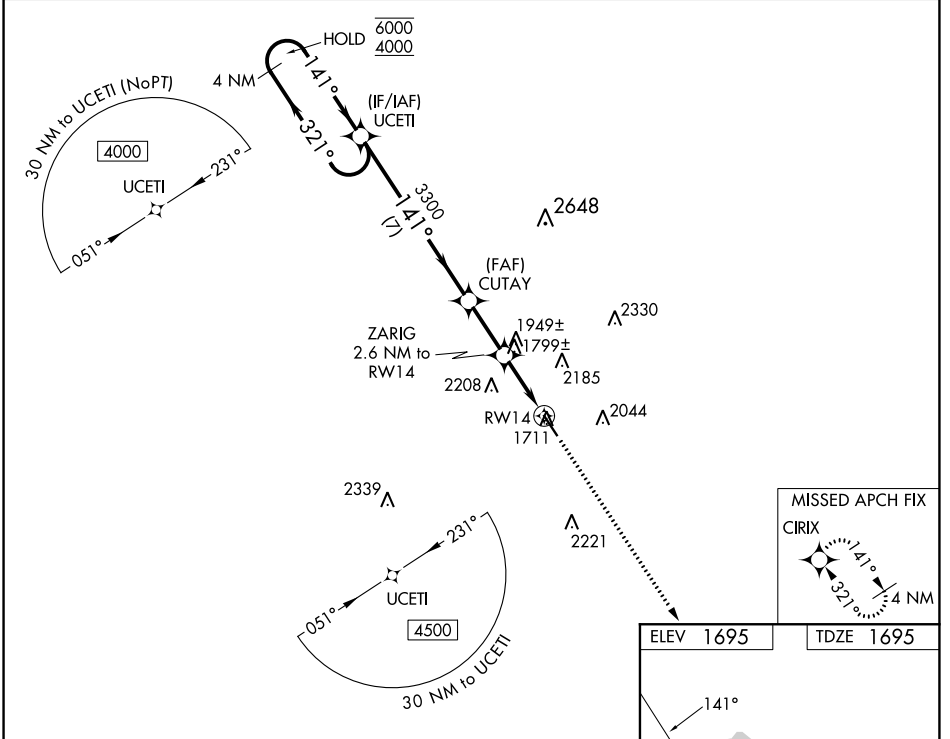 HOLD 6000
4000
4 NM
141°
321°
(IF/IAF)
UCETI
30 NM to UCETI (NoPT)
4000
UCETI
231°
051°
3300
141°
(7)
2648
(FAF)
CUTAY
2330
ZARIG
2.6 NM to
RW14
1949±
1799±
2185
2208
RW14
1711
2044
2339
2221
231°
UCETI
051°
4500
30 NM to UCETI
MISSED APCH FIX
CIRIX
141°
321°
4 NM
ELEV 1695
TDZE 1695
141°